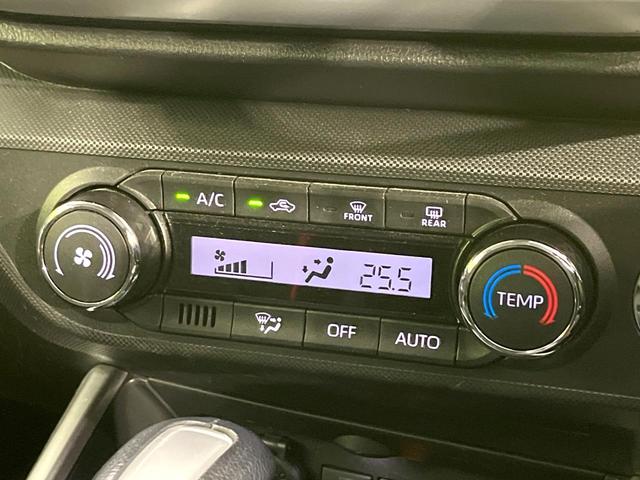 A/C
FRONT
REAR
25.5
TEMP
OFF
AUTO